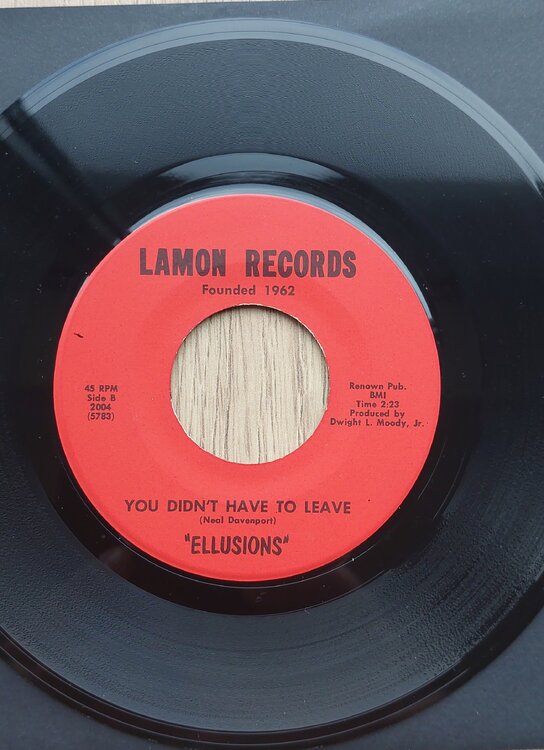 LAMON RECORDS
Founded 1962
45 RPM
Side B
2004
(5783)
Renown Pub.
BMI
Time 2:23
Produced by
Dwight L. Moody, Jr.
YOU DIDN'T HAVE TO LEAVE
(Neal Davenport)
"ELLUSIONS"